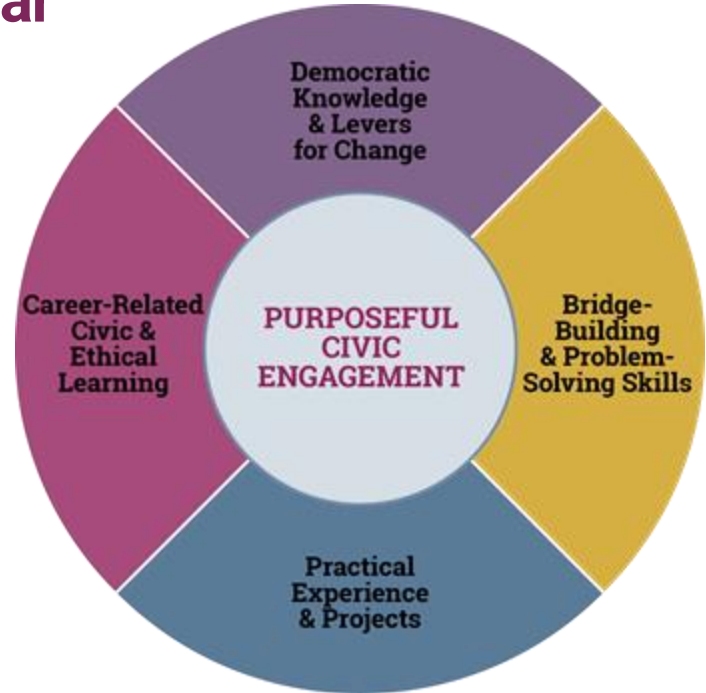 al
Democratic
Knowledge
& Levers
for Change
Career-Related
Civic &
Ethical
Learning
PURPOSEFUL
CIVIC
ENGAGEMENT
Bridge-
Building
& Problem-
Solving Skills
Practical
Experience
& Projects